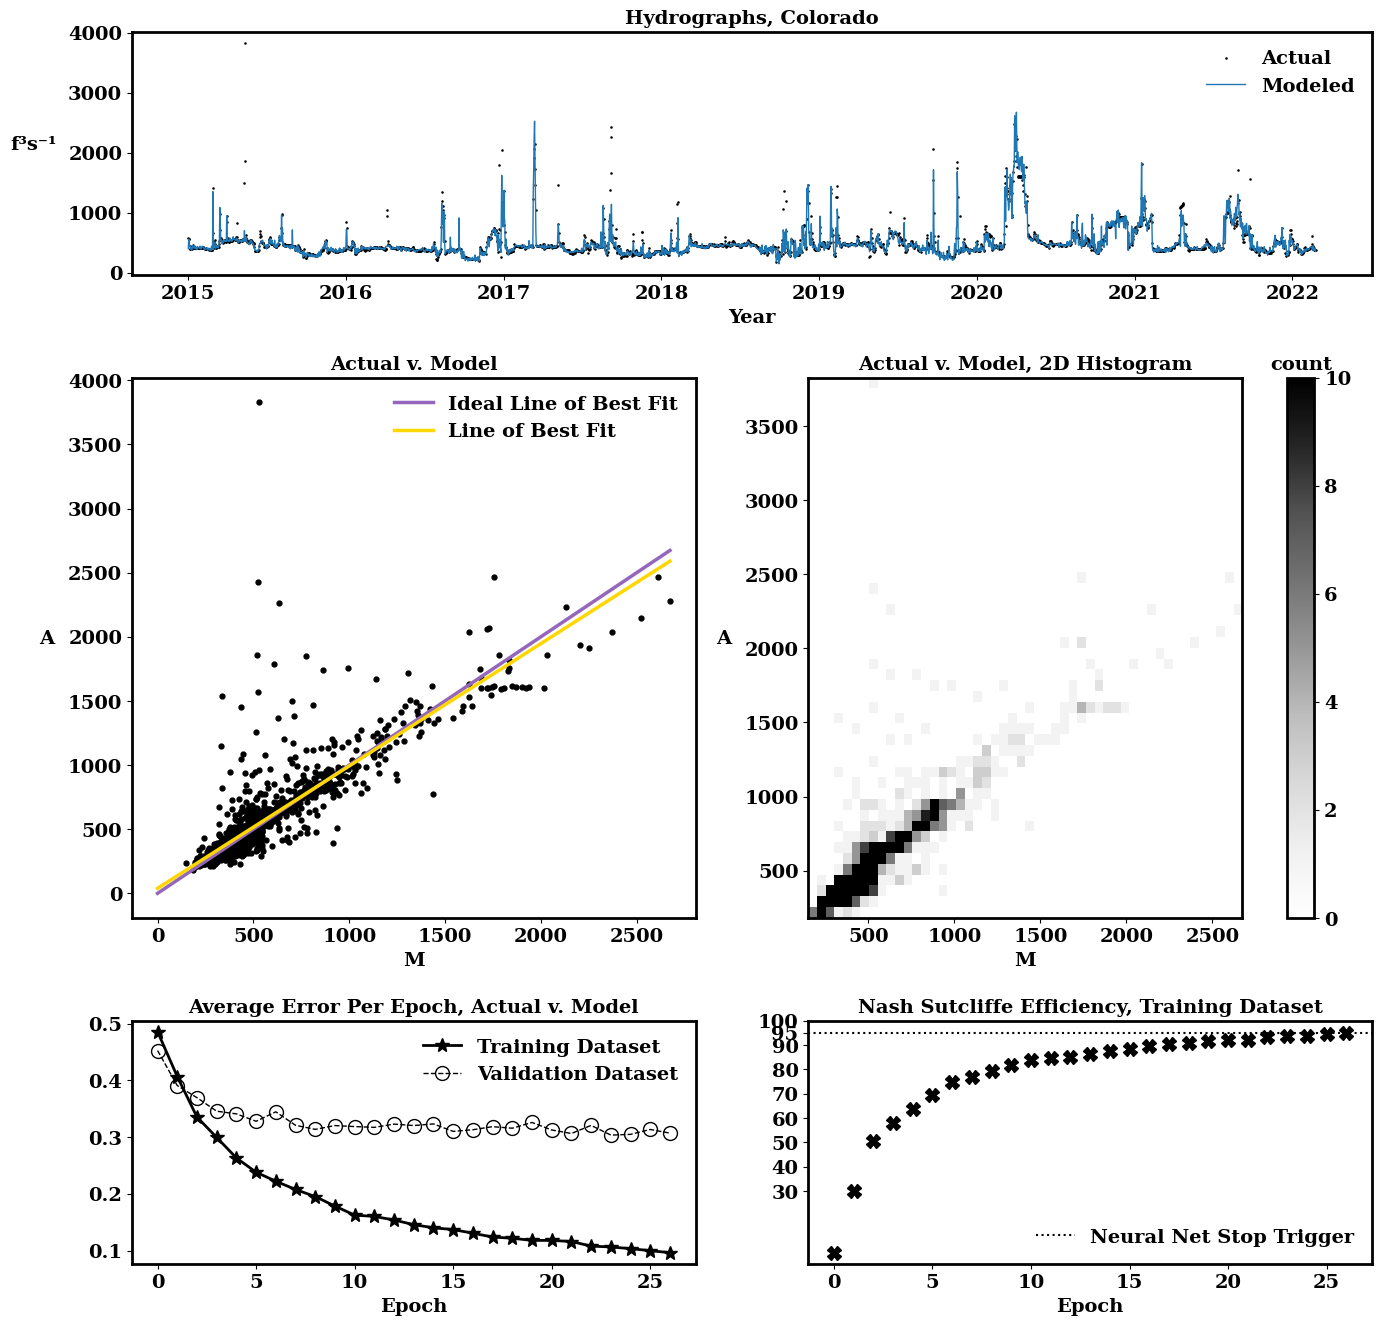 Hydrographs, Colorado
4000
3000
2000
1000
0
f³s⁻¹
Actual
Modeled
2015 2016 2017 2018 2019 2020 2021 2022
Year
Actual v. Model
4000
3500
3000
2500
2000
1500
1000
500
0
A
Ideal Line of Best Fit
Line of Best Fit
0 500 1000 1500 2000 2500
M
Actual v. Model, 2D Histogram
3500
3000
2500
2000
1500
1000
500
A
500 1000 1500 2000 2500
M
count
10
8
6
4
2
0
Average Error Per Epoch, Actual v. Model
0.5
0.4
0.3
0.2
0.1
Training Dataset
Validation Dataset
0 5 10 15 20 25
Epoch
Nash Sutcliffe Efficiency, Training Dataset
100
95
90
80
70
60
50
40
30
Neural Net Stop Trigger
0 5 10 15 20 25
Epoch